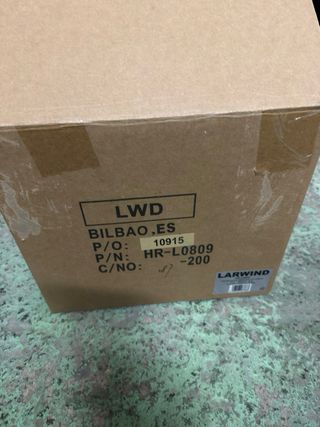 LWD
BILBAO.ES
P/O: 10915
P/N: HR-L0809
C/NO: -200
LARWIND